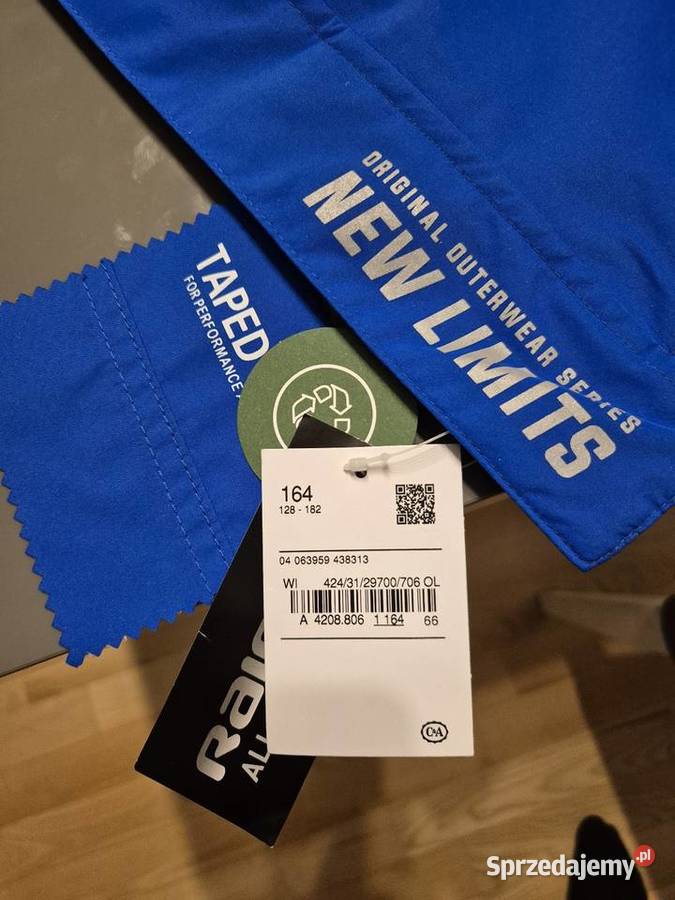 ORIGINAL OUTERWEAR SERIES
NEW LIMITS
TAPED
FOR PERFORMANCE
164
128 - 182
04 063959 438313
WI 424/31/29700/706 OL
A 4208.806 1 164 66
C&A
ALL
Sprzedajemy.pl